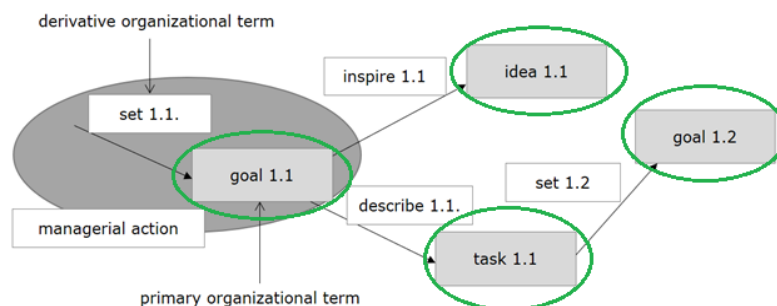 derivative organizational term
inspire 1.1
idea 1.1
set 1.1.
goal 1.2
goal 1.1
set 1.2
describe 1.1.
managerial action
task 1.1
primary organizational term